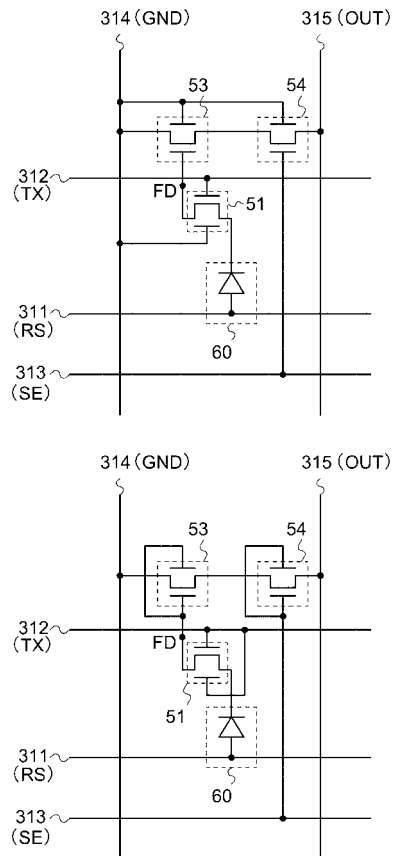 314(GND) 315(OUT)
53 54
312
(TX)
FD
51
311
(RS)
60
313
(SE)
314(GND) 315(OUT)
53 54
312
(TX)
FD
51
311
(RS)
60
313
(SE)